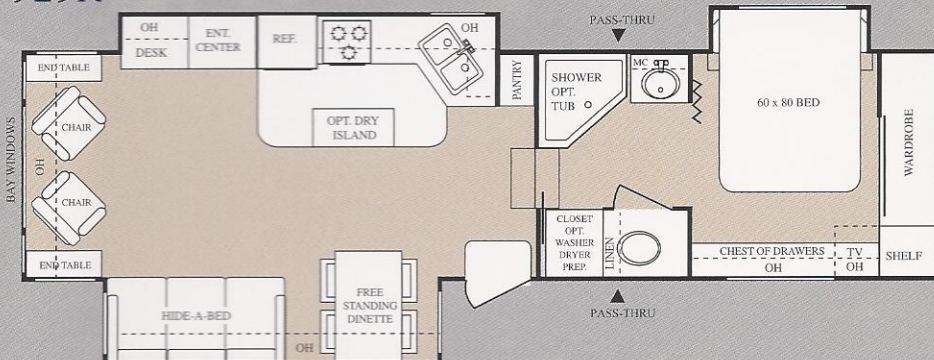 PASS-THRU
OH
DESK
ENT.
CENTER
REF.
OH
PANTRY
MC
SHOWER
OPT.
TUB
60 x 80 BED
WARDROBE
END TABLE
CHAIR
BAY WINDOWS
OH
CHAIR
END TABLE
OPT. DRY
ISLAND
CLOSET
OPT.
WASHER
DRYER
PREP.
LINEN
CHEST OF DRAWERS
OH
TV
OH
SHELF
HIDE-A-BED
FREE
STANDING
DINETTE
OH
PASS-THRU